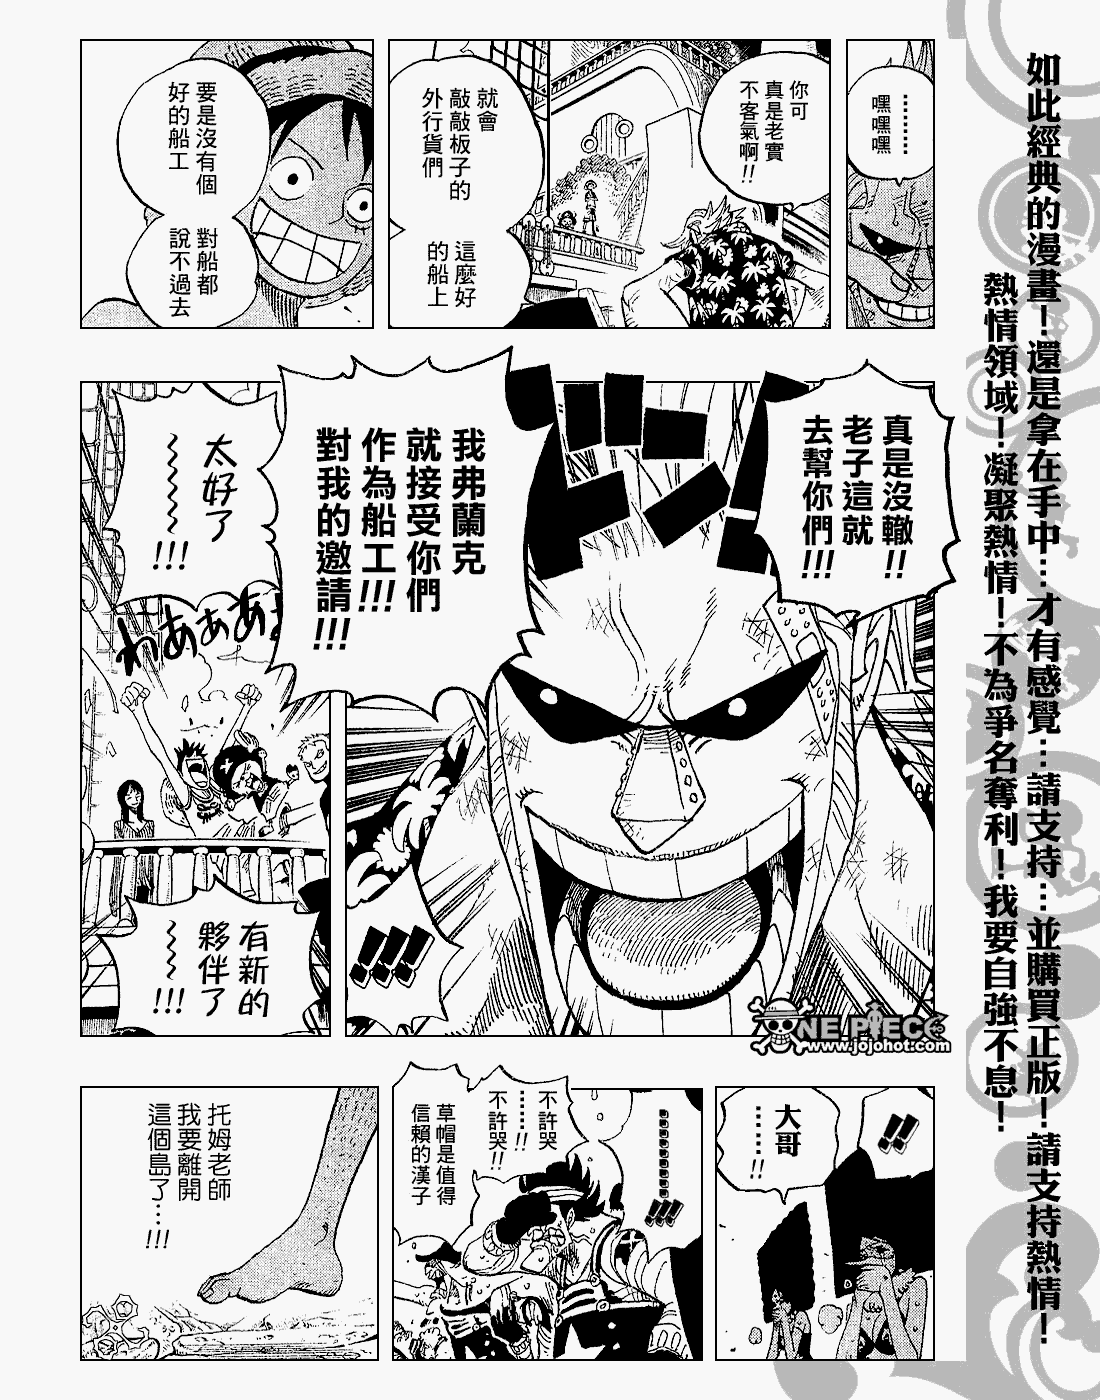 如此經典的漫畫！還是拿在手中…才有感覺…請支持…並購買正版！請支持熱情！
熱情領域！凝聚熱情！不為爭名奪利！我要自強不息！
………
嘿嘿嘿
你可
真是老實
不客氣啊!!
就會
敲敲板子的
外行貨們
這麼好
的船上
要是沒有個
好的船工
對船都
說不過去
真是沒轍!!
老子這就
去幫你們!!!
我弗蘭克
就接受你們
作為船工!!!
對我的邀請!!!
太好了
～～～～!!!
わあああ
有新的
夥伴了
～～～!!!
!!!
ONE PIECE
www.jojohot.com
!!
大哥
……!!
…………!!!
不許哭
……!!
不許哭!!
草帽是值得
信賴的漢子
托姆老師
我要離開
這個島了…!!!